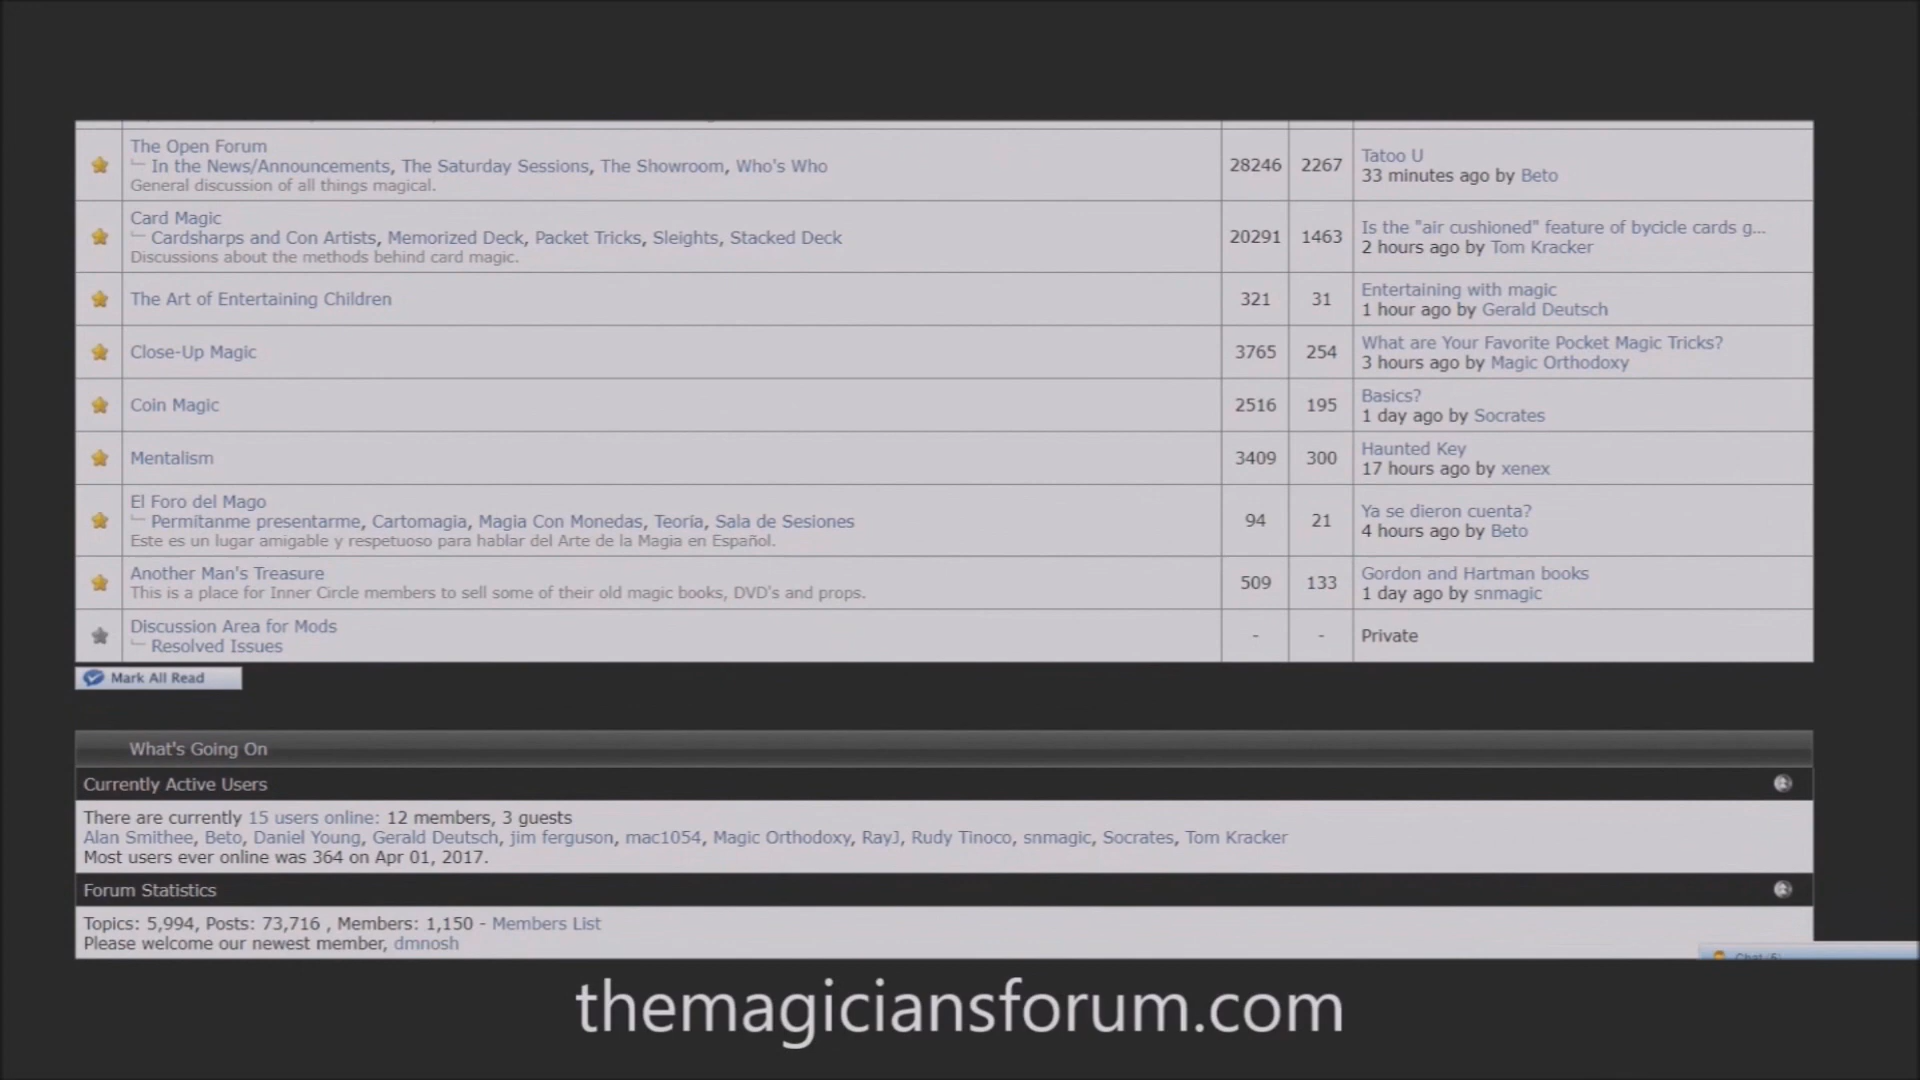 The Open Forum
In the News/Announcements, The Saturday Sessions, The Showroom, Who's Who
General discussion of all things magical.
28246
2267
Tatoo U
33 minutes ago by Beto
Card Magic
Cardsharps and Con Artists, Memorized Deck, Packet Tricks, Sleights, Stacked Deck
Discussions about the methods behind card magic.
20291
1463
Is the "air cushioned" feature of bycicle cards g...
2 hours ago by Tom Kracker
The Art of Entertaining Children
321
31
Entertaining with magic
1 hour ago by Gerald Deutsch
Close-Up Magic
3765
254
What are Your Favorite Pocket Magic Tricks?
3 hours ago by Magic Orthodoxy
Coin Magic
2516
195
Basics?
1 day ago by Socrates
Mentalism
3409
300
Haunted Key
17 hours ago by xenex
El Foro del Mago
Permítanme presentarme, Cartomagia, Magia Con Monedas, Teoría, Sala de Sesiones
Este es un lugar amigable y respetuoso para hablar del Arte de la Magia en Español.
94
21
Ya se dieron cuenta?
4 hours ago by Beto
Another Man's Treasure
This is a place for Inner Circle members to sell some of their old magic books, DVD's and props.
509
133
Gordon and Hartman books
1 day ago by snmagic
Discussion Area for Mods
Resolved Issues
-
-
Private
Mark All Read
What's Going On
Currently Active Users
There are currently 15 users online: 12 members, 3 guests
Alan Smithee, Beto, Daniel Young, Gerald Deutsch, jim ferguson, mac1054, Magic Orthodoxy, RayJ, Rudy Tinoco, snmagic, Socrates, Tom Kracker
Most users ever online was 364 on Apr 01, 2017.
Forum Statistics
Topics: 5,994, Posts: 73,716 , Members: 1,150 - Members List
Please welcome our newest member, dmnosh
themagiciansforum.com